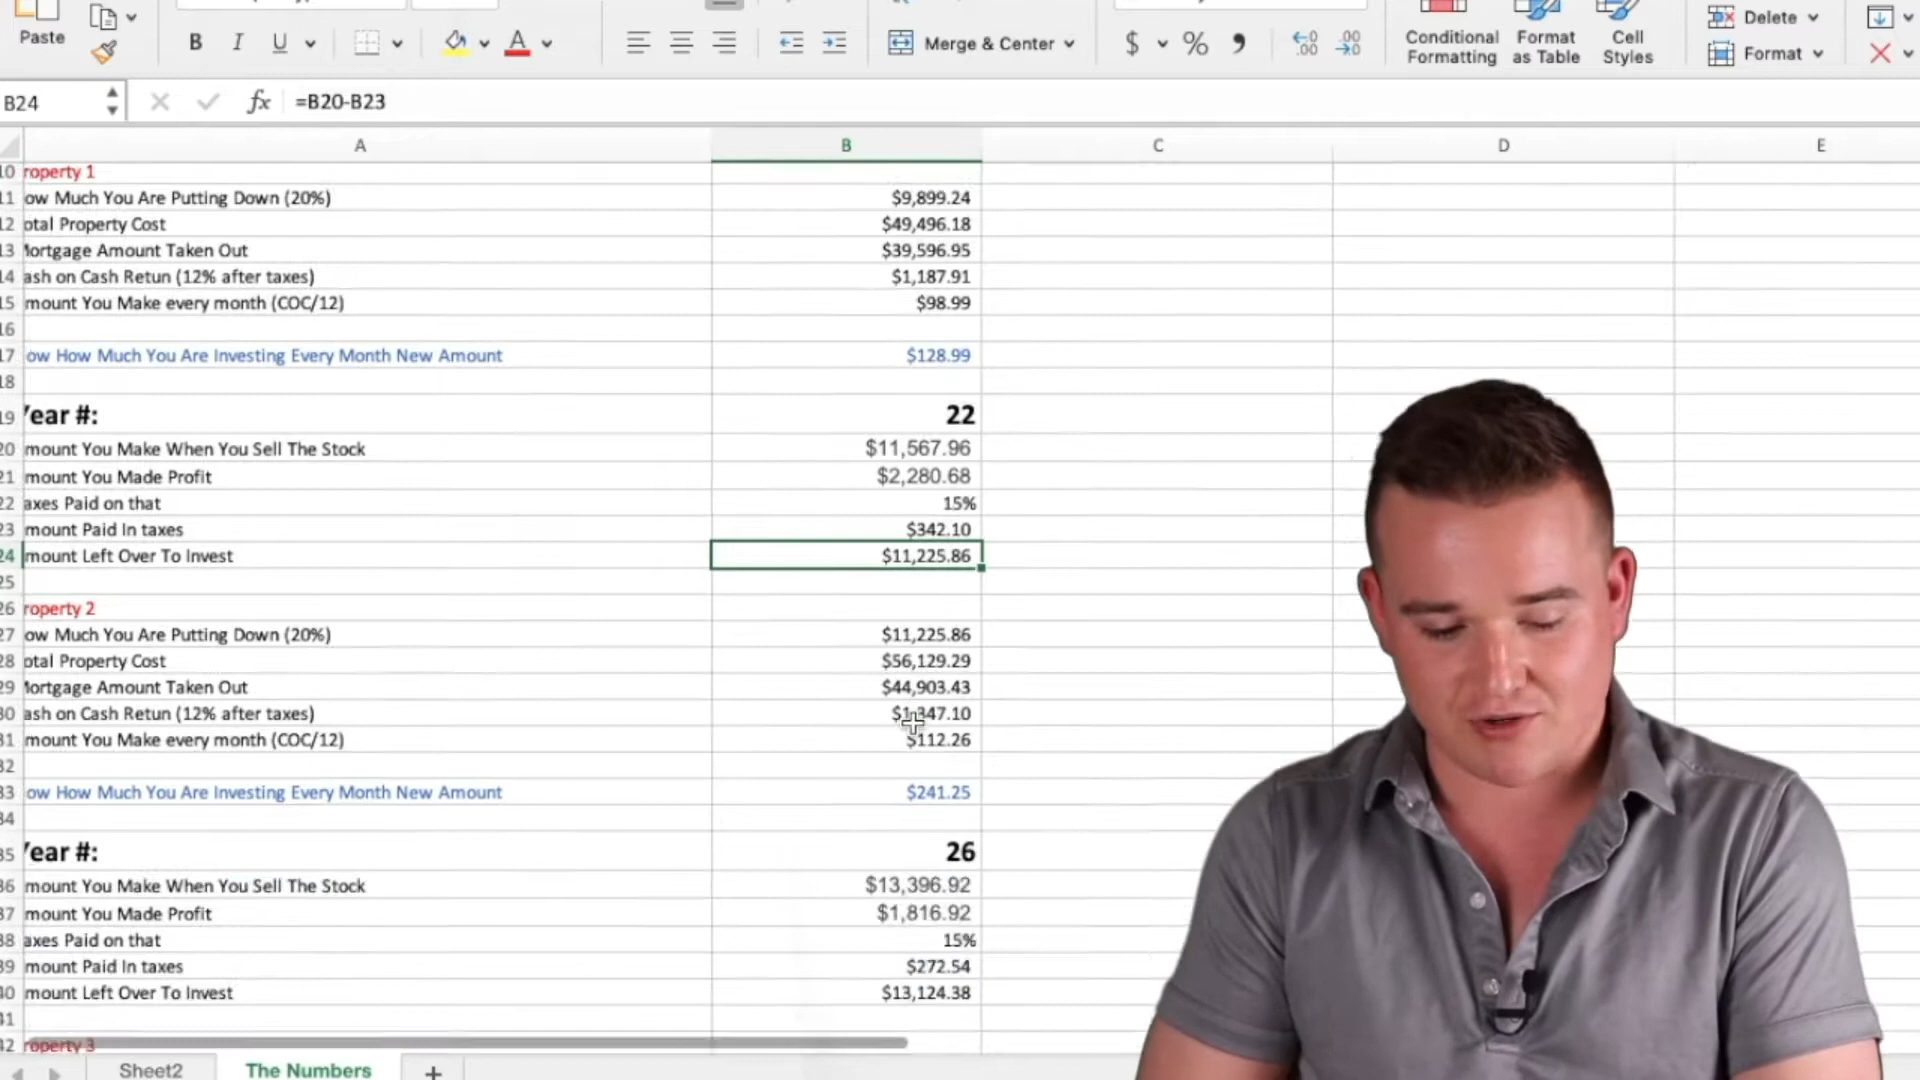 Paste
B I U
A
Merge & Center
$ % 9
Conditional Formatting
Format as Table
Cell Styles
Delete
Format
B24
fx =B20-B23
A B C D E
10 roperty 1
11 ow Much You Are Putting Down (20%) $9,899.24
12 otal Property Cost $49,496.18
13 Mortgage Amount Taken Out $39,596.95
14 ash on Cash Retun (12% after taxes) $1,187.91
15 mount You Make every month (COC/12) $98.99
16
17 ow How Much You Are Investing Every Month New Amount $128.99
18
19 Year #: 22
20 mount You Make When You Sell The Stock $11,567.96
21 mount You Made Profit $2,280.68
22 axes Paid on that 15%
23 mount Paid In taxes $342.10
24 mount Left Over To Invest $11,225.86
25
26 roperty 2
27 ow Much You Are Putting Down (20%) $11,225.86
28 otal Property Cost $56,129.29
29 Mortgage Amount Taken Out $44,903.43
30 ash on Cash Retun (12% after taxes) $1,347.10
31 mount You Make every month (COC/12) $112.26
32
33 ow How Much You Are Investing Every Month New Amount $241.25
34
35 Year #: 26
36 mount You Make When You Sell The Stock $13,396.92
37 mount You Made Profit $1,816.92
38 axes Paid on that 15%
39 mount Paid In taxes $272.54
40 mount Left Over To Invest $13,124.38
41
42 roperty 3
Sheet2 The Numbers +